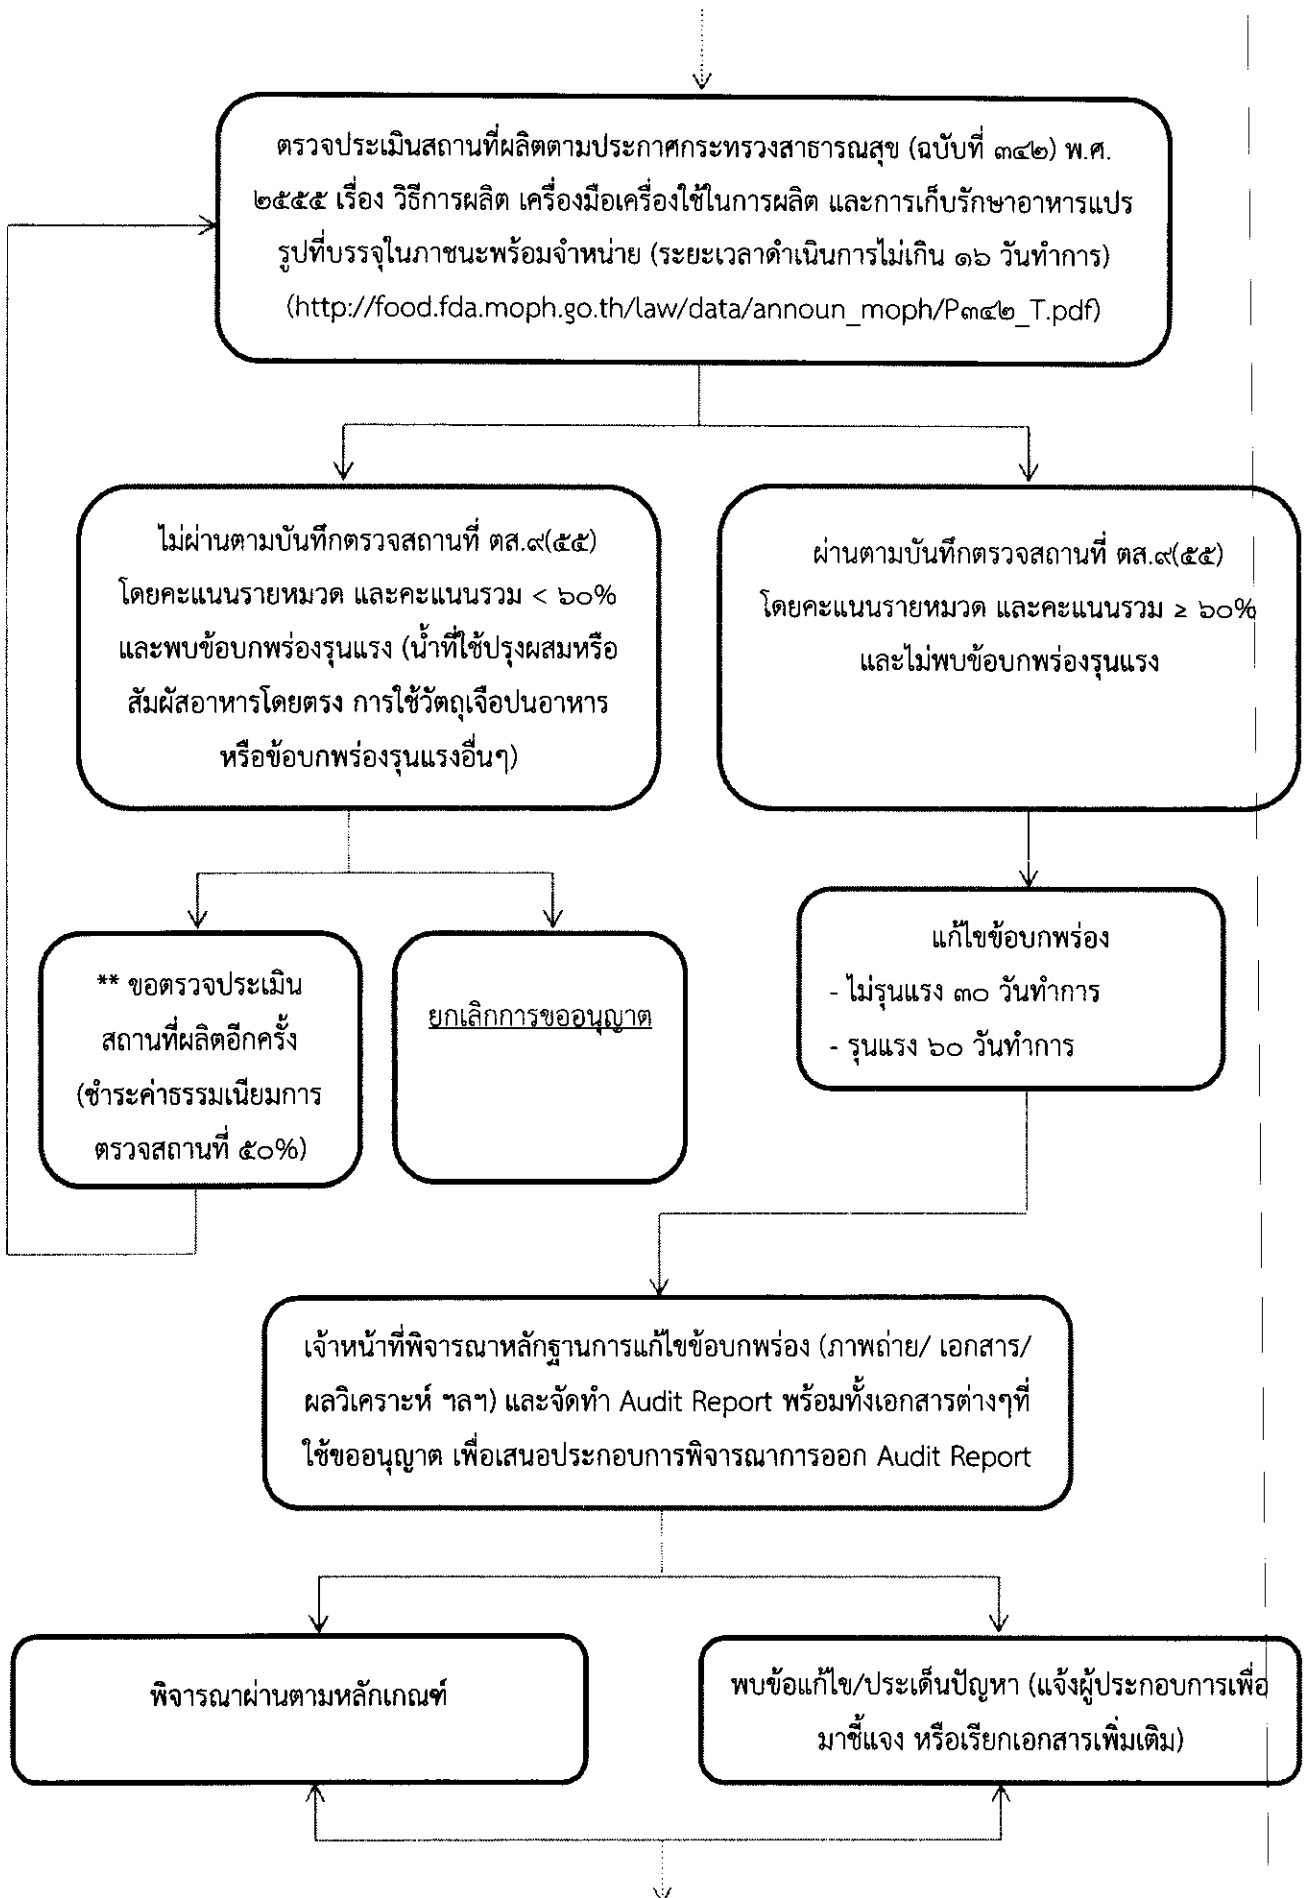 ตรวจประเมินสถานที่ผลิตตามประกาศกระทรวงสาธารณสุข (ฉบับที่ ๓๔๒) พ.ศ.
๒๕๕๕ เรื่อง วิธีการผลิต เครื่องมือเครื่องใช้ในการผลิต และการเก็บรักษาอาหารแปร
รูปที่บรรจุในภาชนะพร้อมจำหน่าย (ระยะเวลาดำเนินการไม่เกิน ๑๖ วันทำการ)
(http://food.fda.moph.go.th/law/data/announ_moph/P๓๔๒_T.pdf)
ไม่ผ่านตามบันทึกตรวจสถานที่ ตส.๙(๕๕)
โดยคะแนนรายหมวด และคะแนนรวม < ๖๐%
และพบข้อบกพร่องรุนแรง (น้ำที่ใช้ปรุงผสมหรือ
สัมผัสอาหารโดยตรง การใช้วัตถุเจือปนอาหาร
หรือข้อบกพร่องรุนแรงอื่นๆ)
ผ่านตามบันทึกตรวจสถานที่ ตส.๙(๕๕)
โดยคะแนนรายหมวด และคะแนนรวม ≥ ๖๐%
และไม่พบข้อบกพร่องรุนแรง
** ขอตรวจประเมิน
สถานที่ผลิตอีกครั้ง
(ชำระค่าธรรมเนียมการ
ตรวจสถานที่ ๕๐%)
ยกเลิกการขออนุญาต
แก้ไขข้อบกพร่อง
- ไม่รุนแรง ๓๐ วันทำการ
- รุนแรง ๖๐ วันทำการ
เจ้าหน้าที่พิจารณาหลักฐานการแก้ไขข้อบกพร่อง (ภาพถ่าย/ เอกสาร/
ผลวิเคราะห์ ฯลฯ) และจัดทำ Audit Report พร้อมทั้งเอกสารต่างๆที่
ใช้ขออนุญาต เพื่อเสนอประกอบการพิจารณาการออก Audit Report
พิจารณาผ่านตามหลักเกณฑ์
พบข้อแก้ไข/ประเด็นปัญหา (แจ้งผู้ประกอบการเพื่อ
มาชี้แจง หรือเรียกเอกสารเพิ่มเติม)